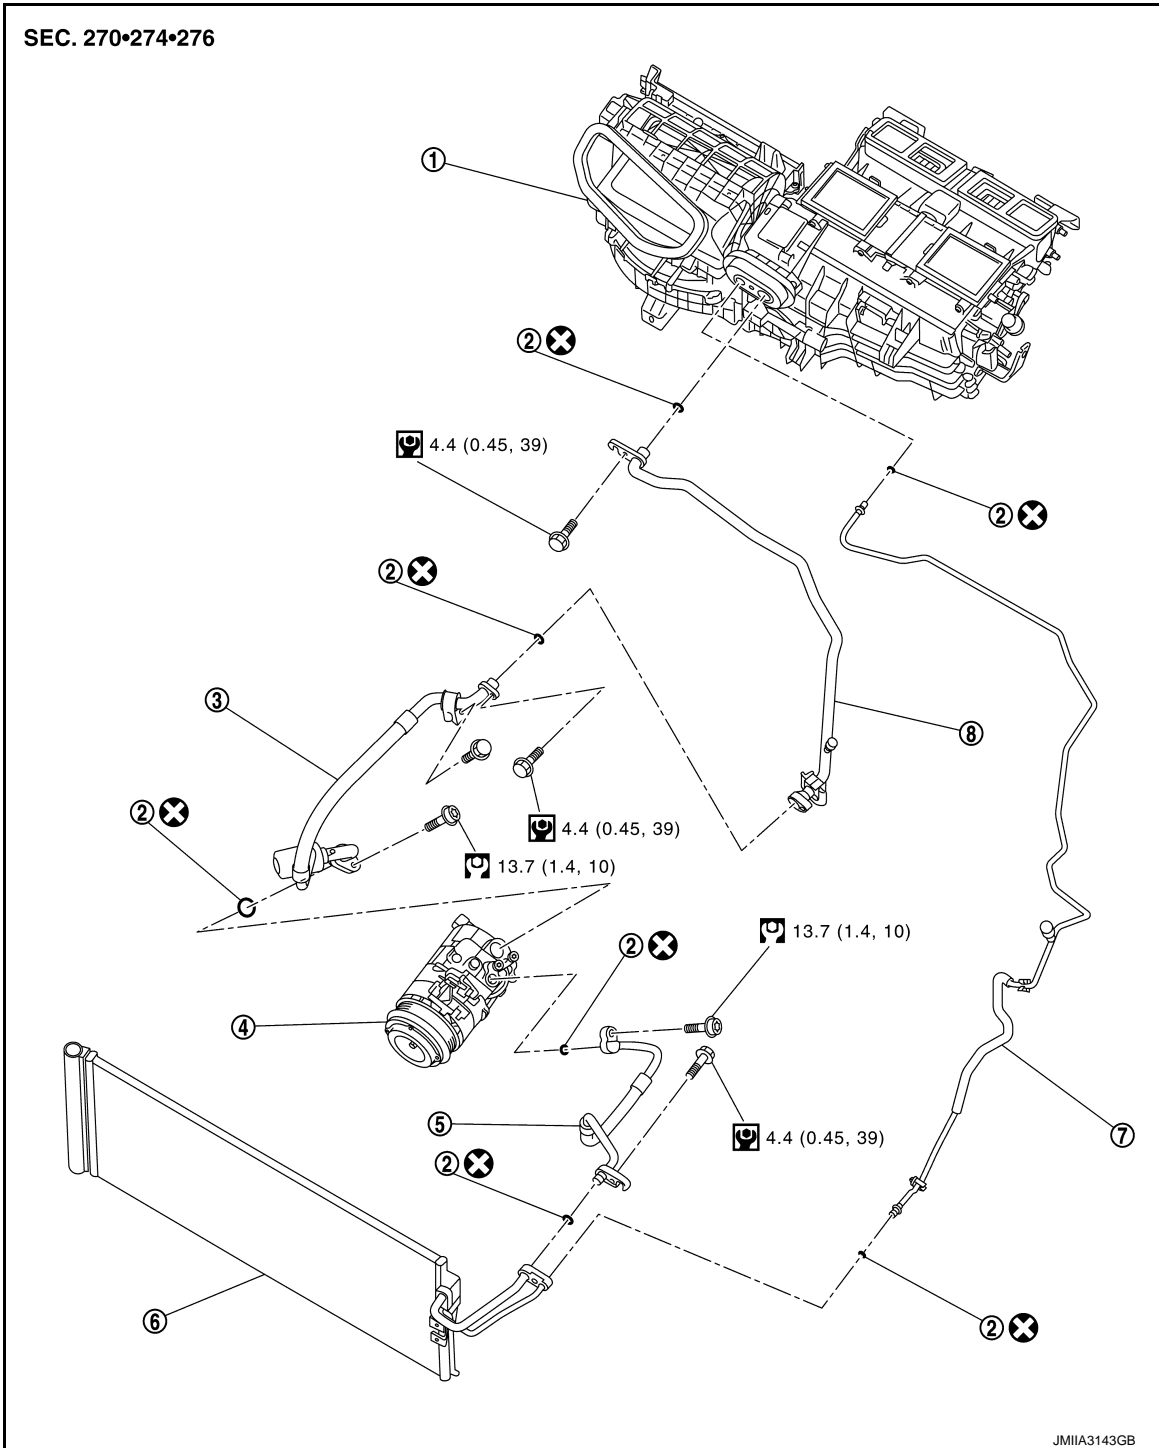 SEC. 270•274•276
①
②
4.4 (0.45, 39)
②
②
③
⑧
②
4.4 (0.45, 39)
13.7 (1.4, 10)
②
13.7 (1.4, 10)
④
⑤
⑦
4.4 (0.45, 39)
②
⑥
②
JMIIA3143GB